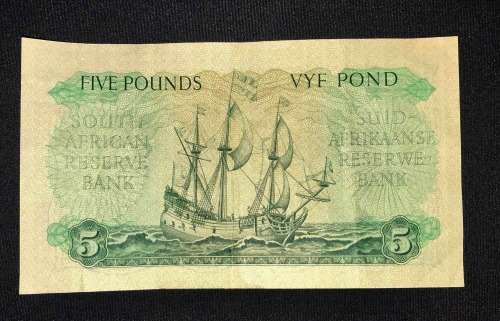 FIVE POUNDS VYF POND
SOUTH
AFRICAN
RESERVE
BANK
SUID-
AFRIKAANSE
RESERWE-
BANK
5 5